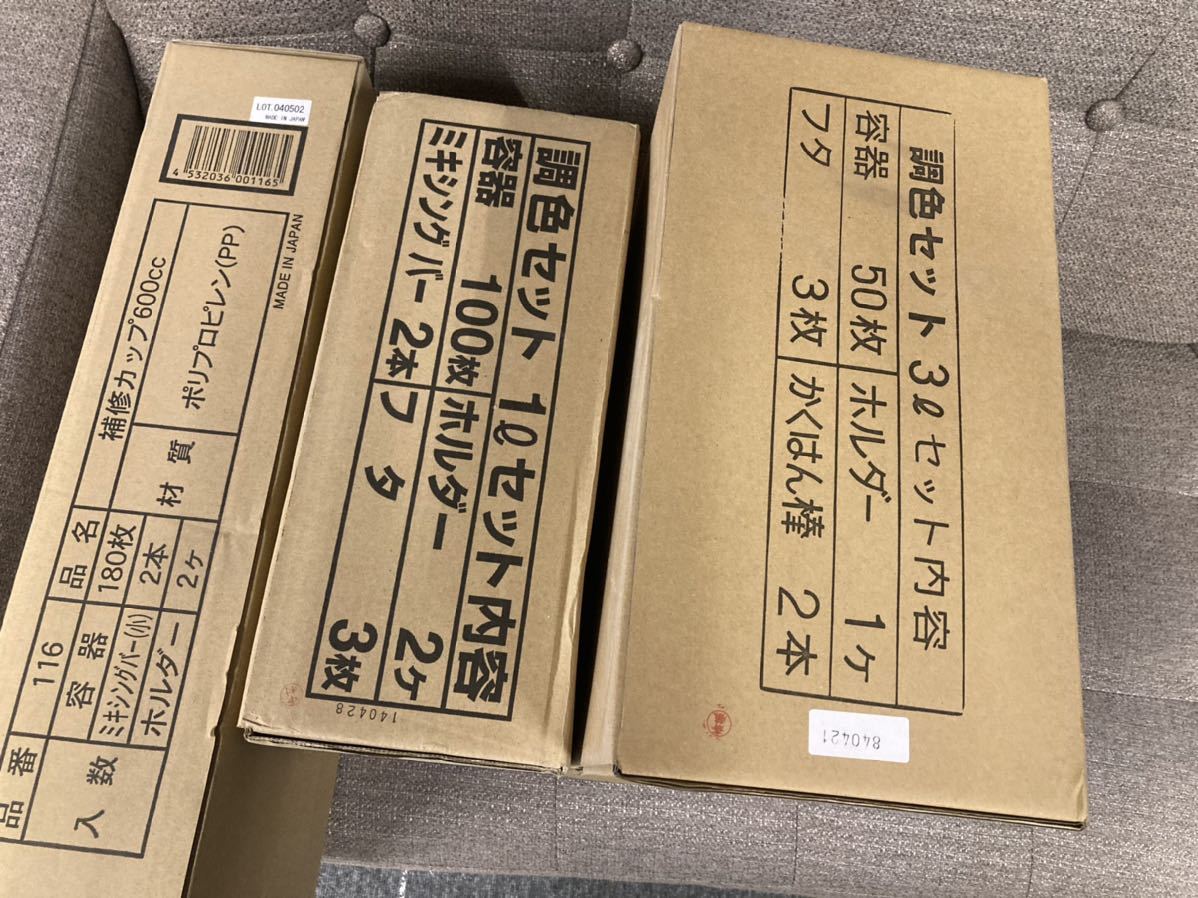 LOT.040502
MADE IN JAPAN
4 532036 001165
MADE IN JAPAN
品番 116 品名 補修カップ600cc
入数 容器 180枚 材質 ポリプロピレン(PP)
ミキシングバー(小) 2本
ホルダー 2ヶ
調色セット 1ℓセット内容
容器 100枚 ホルダー 2ケ
ミキシングバー 2本 フタ 3枚
140428
調色セット 3ℓセット内容
容器 50枚 ホルダー 1ケ
フタ 3枚 かくはん棒 2本
840421